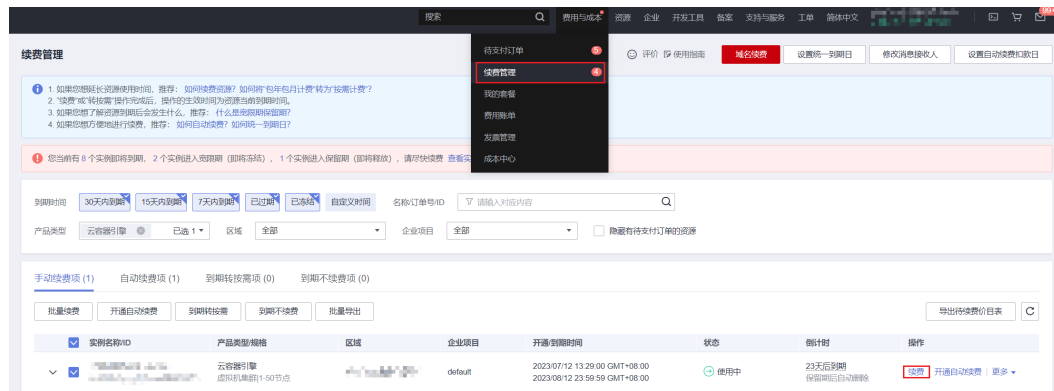 搜索 费用与成本 资源 企业 开发工具 备案 支持与服务 工单 简体中文 99+
续费管理
评价 使用指南 域名续费 设置统一到期日 修改消息接收人 设置自动续费扣款日
待支付订单 5
续费管理 4
我的套餐
费用账单
发票管理
成本中心
1. 如果您想延长资源使用时间，推荐： 如何续费资源？如何将“包年包月计费”转为“按需计费”？
2. “续费”或“转按需”操作完成后，操作的生效时间为资源当前到期时间。
3. 如果您想了解资源到期后会发生什么，推荐： 什么是宽限期保留期？
4. 如果您想方便地进行续费，推荐： 如何自动续费？如何统一到期日？
您当前有 8 个实例即将到期， 2 个实例进入宽限期（即将冻结）， 1 个实例进入保留期（即将释放），请尽快续费 查看实
到期时间 30天内到期 15天内到期 7天内到期 已过期 已冻结 自定义时间 名称/订单号/ID 请输入对应内容
产品类型 云容器引擎 已选 1 区域 全部 企业项目 全部 隐藏有待支付订单的资源
手动续费项 (1) 自动续费项 (1) 到期转按需项 (0) 到期不续费项 (0)
批量续费 开通自动续费 到期转按需 到期不续费 批量导出 导出待续费价目表
实例名称/ID 产品类型/规格 区域 企业项目 开通/到期时间 状态 倒计时 操作
云容器引擎 2023/07/12 13:29:00 GMT+08:00 23天后到期
default 使用中 续费 开通自动续费 更多
虚拟机集群|1-50节点 2023/08/12 23:59:59 GMT+08:00 保留期后自动删除